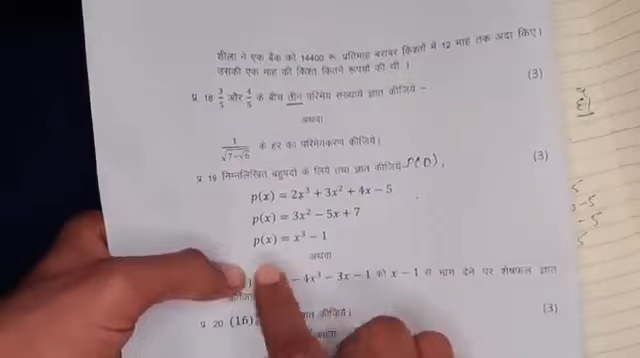 शीला ने एक बैंक को 14400 रू. प्रतिमाह बराबर किश्तों में 12 माह तक अदा किए।
उसकी एक माह की किश्त कितने रूपयों की थी ।
(3)
प्र 18 3/5 और 4/5 के बीच तीन परिमेय संख्यायें ज्ञात कीजिये –
अथवा
1/√7−√6 के हर का परिमेयकरण कीजिये।
(3)
प्र 19 निम्नलिखित बहुपदो के लिये तथा ज्ञात कीजिये P(0),
p(x) = 2x³ + 3x² + 4x − 5
p(x) = 3x² − 5x + 7
p(x) = x³ − 1
अथवा
− 4x³ − 3x − 1 को x − 1 से भाग देने पर शेषफल ज्ञात
(3)
प्र 20 (16) ज्ञात कीजिये।
अथवा